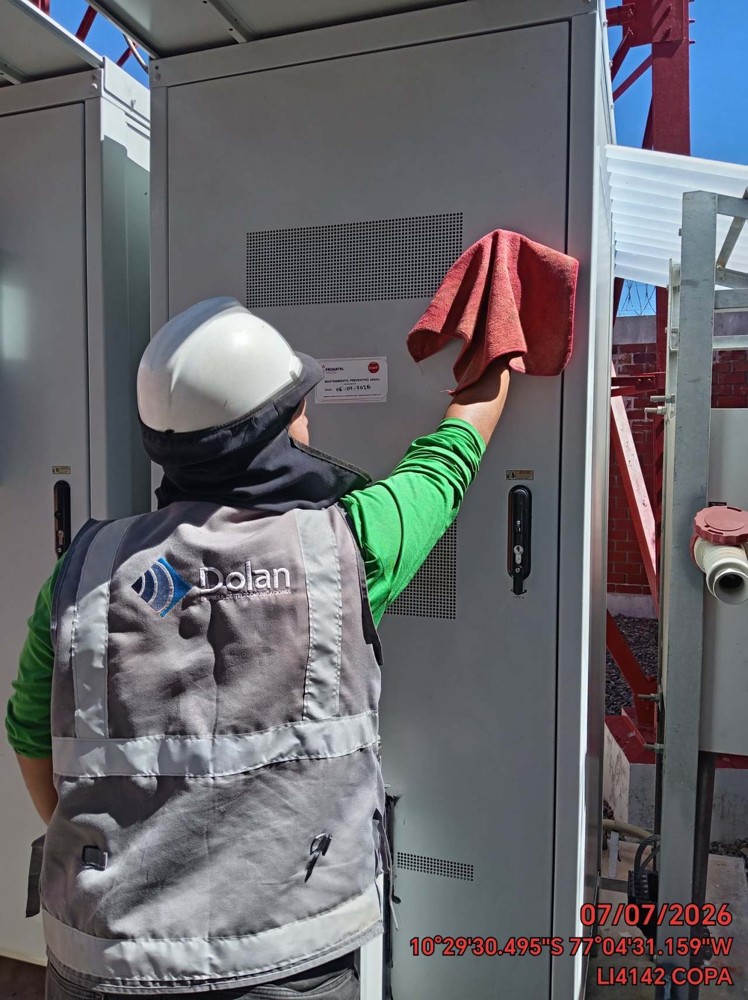 PRONATEL
Claro
MANTENIMIENTO PREVENTIVO ANUAL
FECHA: 06/07/2026
Dolan
EMPRESA DE TELECOMUNICACIONES
OPEN
07/07/2026
10°29'30.495"S 77°04'31.159"W
LI4142 COPA